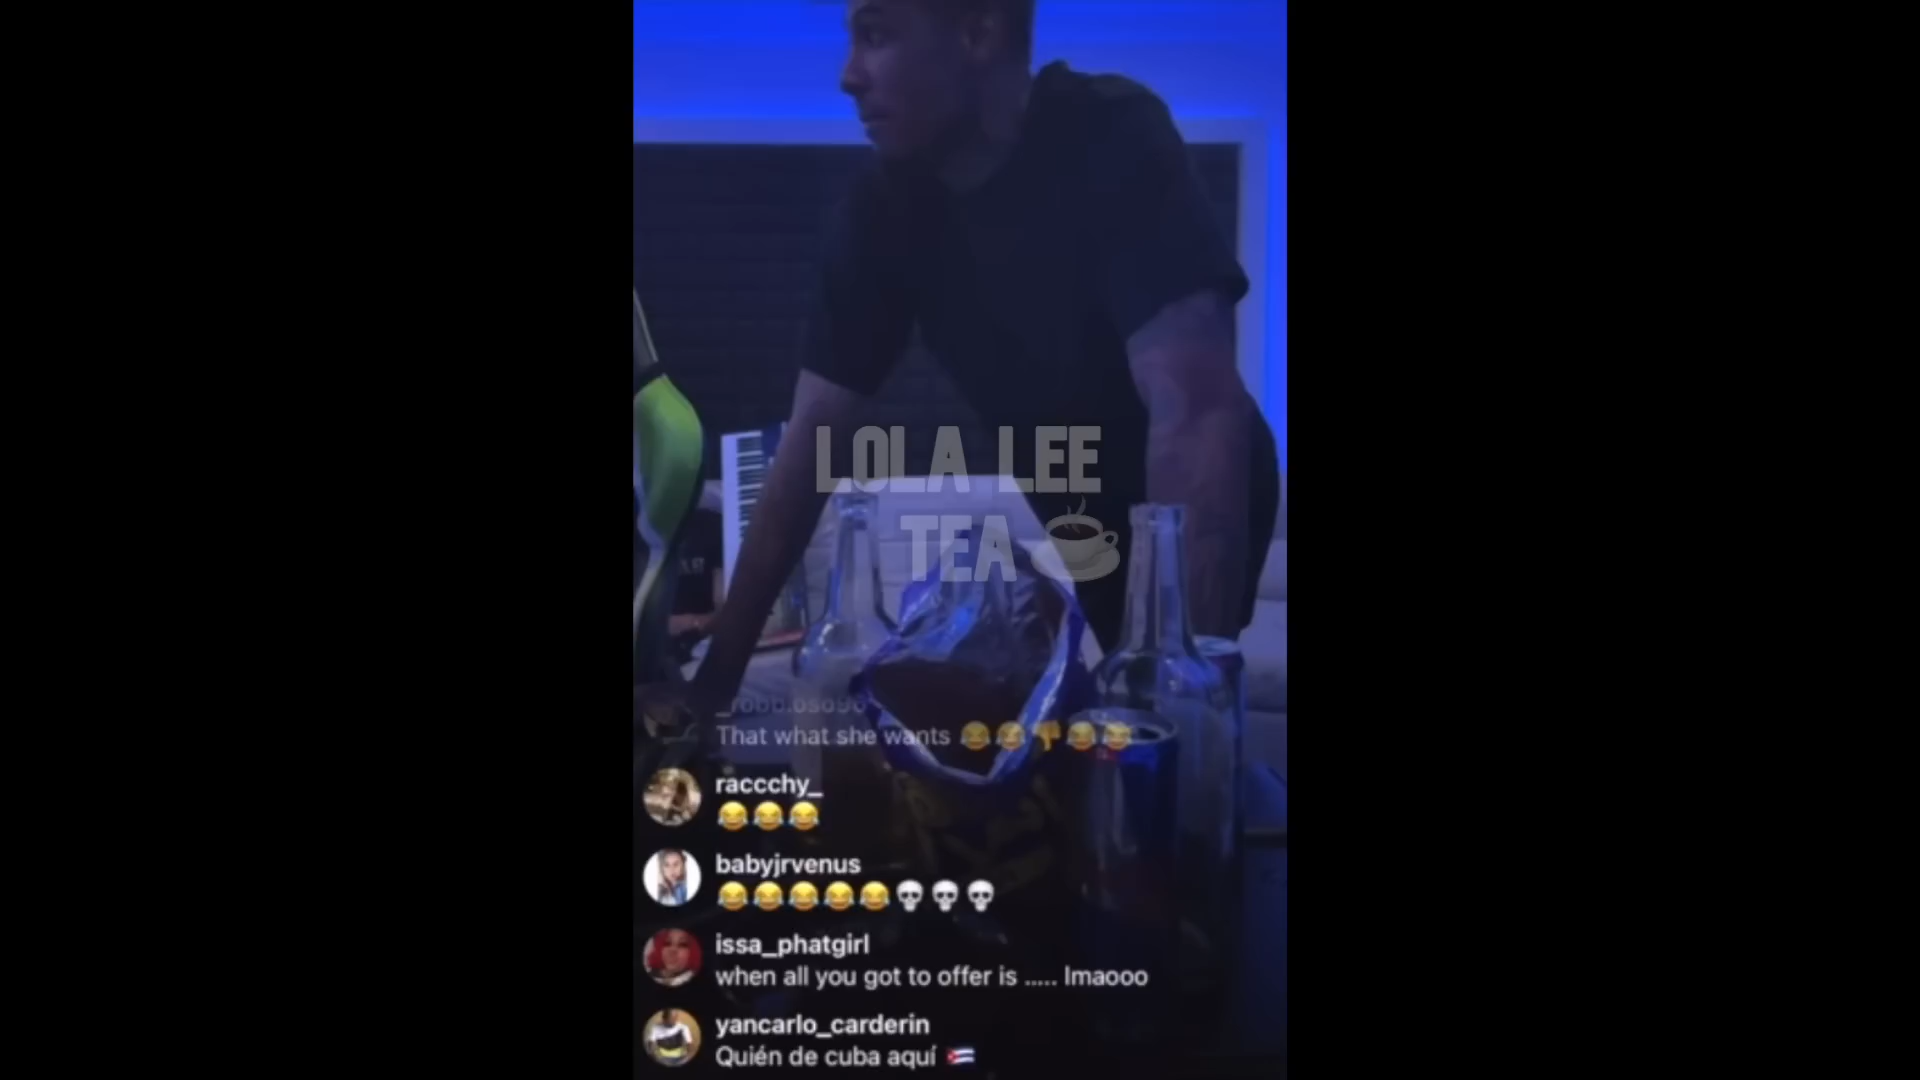 LOLA LEE
TEA
That what she wants 😂😂👎😂😂
raccchy_
😂😂😂
babyjrvenus
😂😂😂😂😂💀💀💀
issa_phatgirl
when all you got to offer is ..... lmaooo
yancarlo_carderin
Quién de cuba aquí 🇨🇺